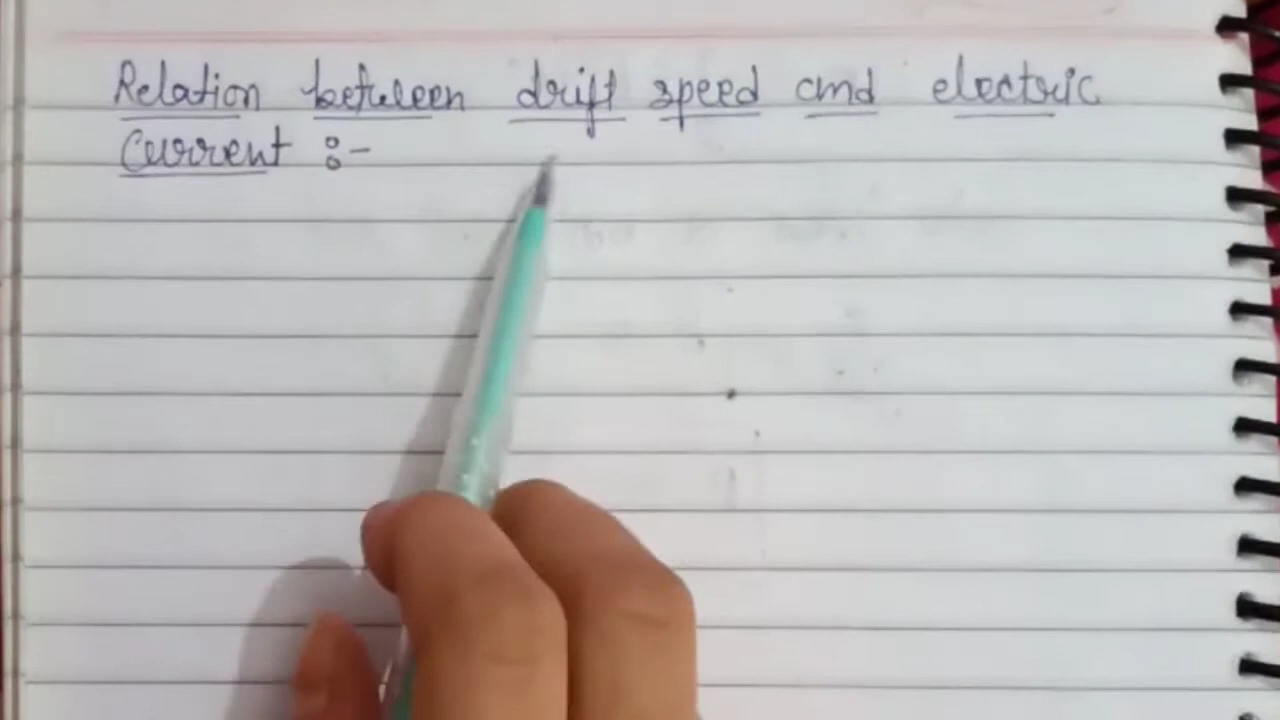 Relation between drift speed and electric
Current :-